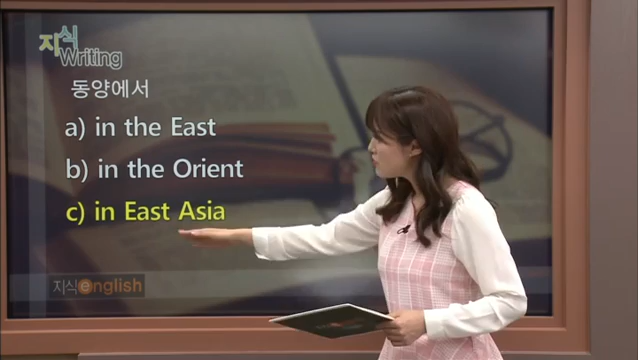 지식
Writing
동양에서
a) in the East
b) in the Orient
c) in East Asia
지식english